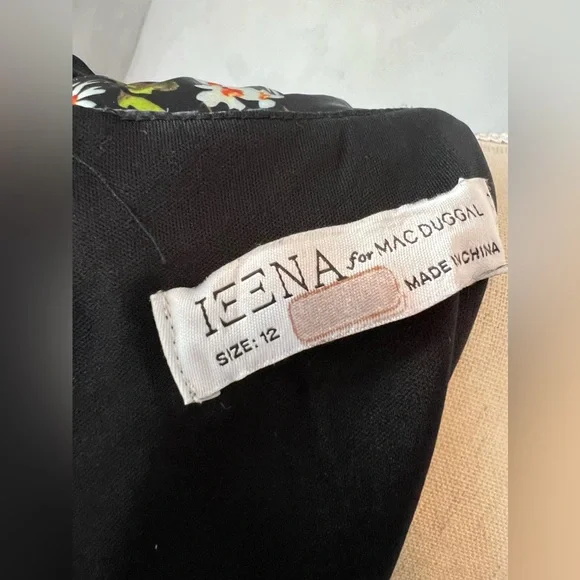 IEENA for MAC DUGGAL
SIZE: 12
MADE IN CHINA